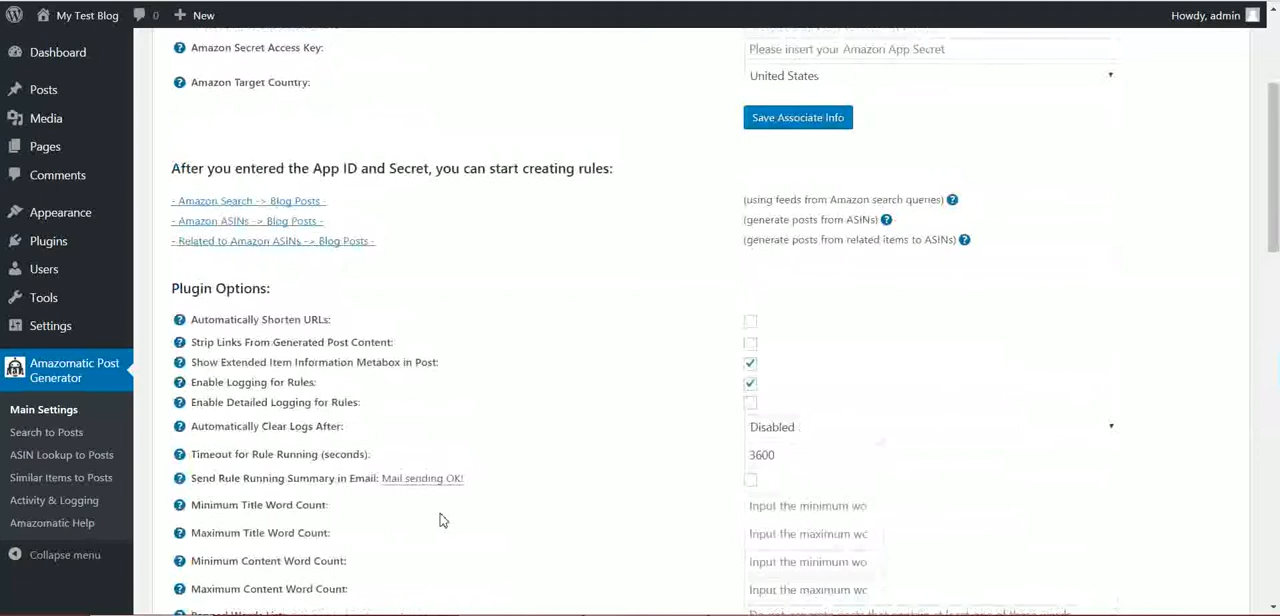 My Test Blog
0
New
Howdy, admin
Dashboard
Posts
Media
Pages
Comments
Appearance
Plugins
Users
Tools
Settings
Amazomatic Post
Generator
Main Settings
Search to Posts
ASIN Lookup to Posts
Similar Items to Posts
Activity & Logging
Amazomatic Help
Collapse menu
Amazon Secret Access Key:
Please insert your Amazon App Secret
Amazon Target Country:
United States
Save Associate Info
After you entered the App ID and Secret, you can start creating rules:
- Amazon Search -> Blog Posts -
(using feeds from Amazon search queries)
- Amazon ASINs -> Blog Posts -
(generate posts from ASINs)
- Related to Amazon ASINs -> Blog Posts -
(generate posts from related items to ASINs)
Plugin Options:
Automatically Shorten URLs:
Strip Links From Generated Post Content:
Show Extended Item Information Metabox in Post:
Enable Logging for Rules:
Enable Detailed Logging for Rules:
Automatically Clear Logs After:
Disabled
Timeout for Rule Running (seconds):
3600
Send Rule Running Summary in Email: Mail sending OK!
Minimum Title Word Count:
Input the minimum wo
Maximum Title Word Count:
Input the maximum wc
Minimum Content Word Count:
Input the minimum wo
Maximum Content Word Count:
Input the maximum wc